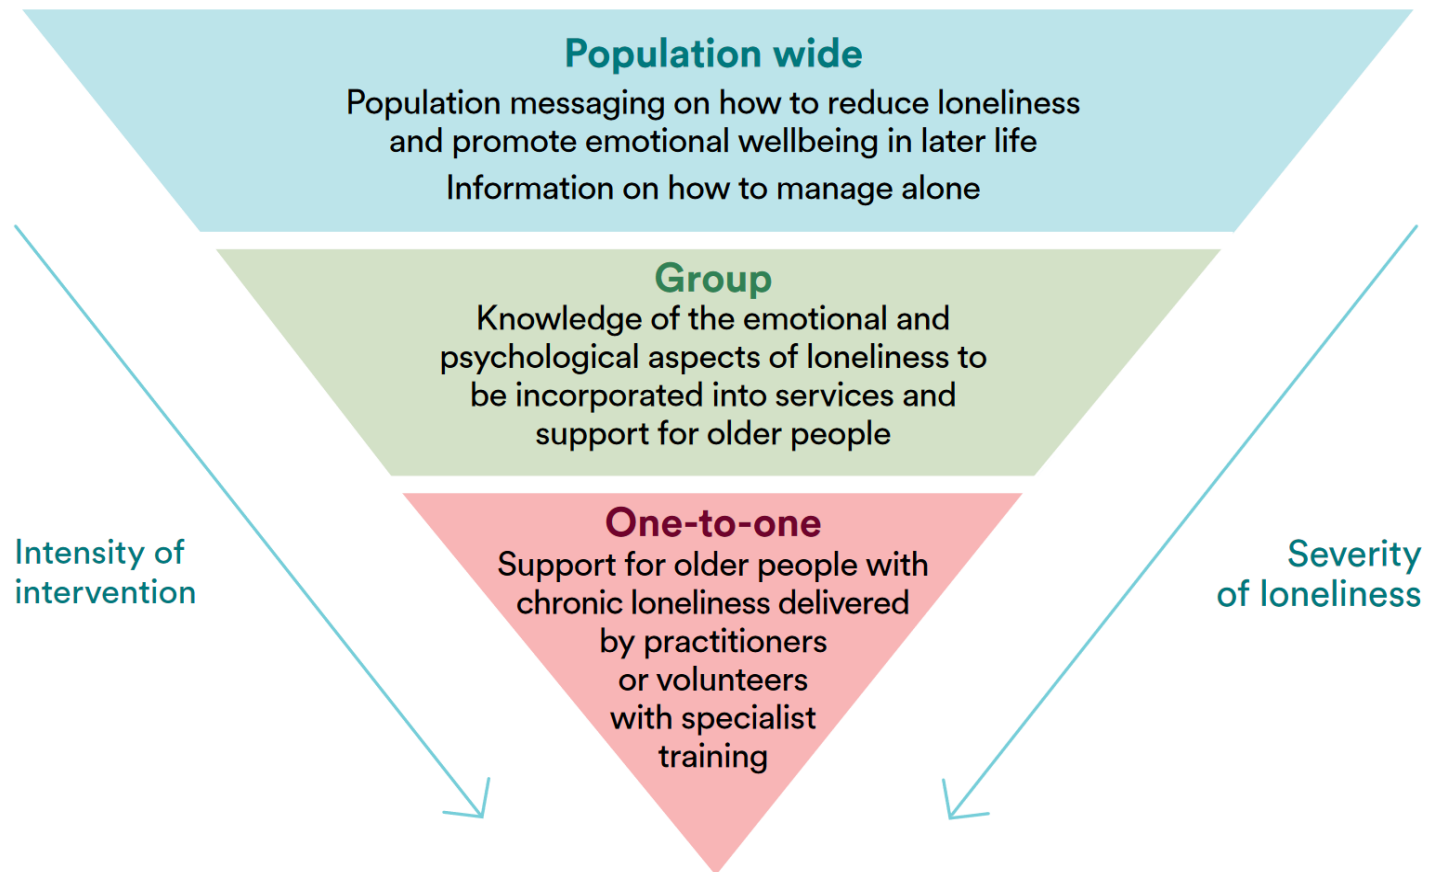 Population wide
Population messaging on how to reduce loneliness
and promote emotional wellbeing in later life
Information on how to manage alone
Group
Knowledge of the emotional and
psychological aspects of loneliness to
be incorporated into services and
support for older people
One-to-one
Support for older people with
chronic loneliness delivered
by practitioners
or volunteers
with specialist
training
Intensity of
intervention
Severity
of loneliness